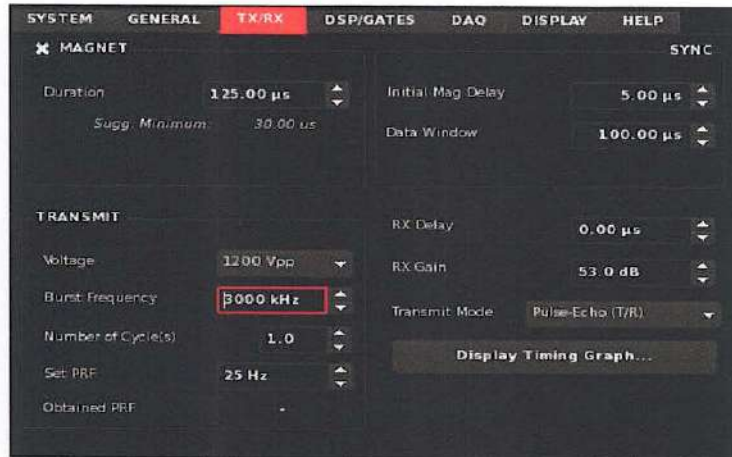 SYSTEM GENERAL TX/RX DSP/GATES DAQ DISPLAY HELP
MAGNET
Duration 125.00 µs
Sugg. Minimum: 30.00 us
SYNC
Initial Mag Delay 5.00 µs
Data Window 100.00 µs
TRANSMIT
Voltage 1200 Vpp
Burst Frequency 3000 kHz
Number of Cycle(s) 1.0
Set PRF 25 Hz
Obtained PRF -
RX Delay 0.00 µs
RX Gain 53.0 dB
Transmit Mode Pulse-Echo (T/R)
Display Timing Graph...